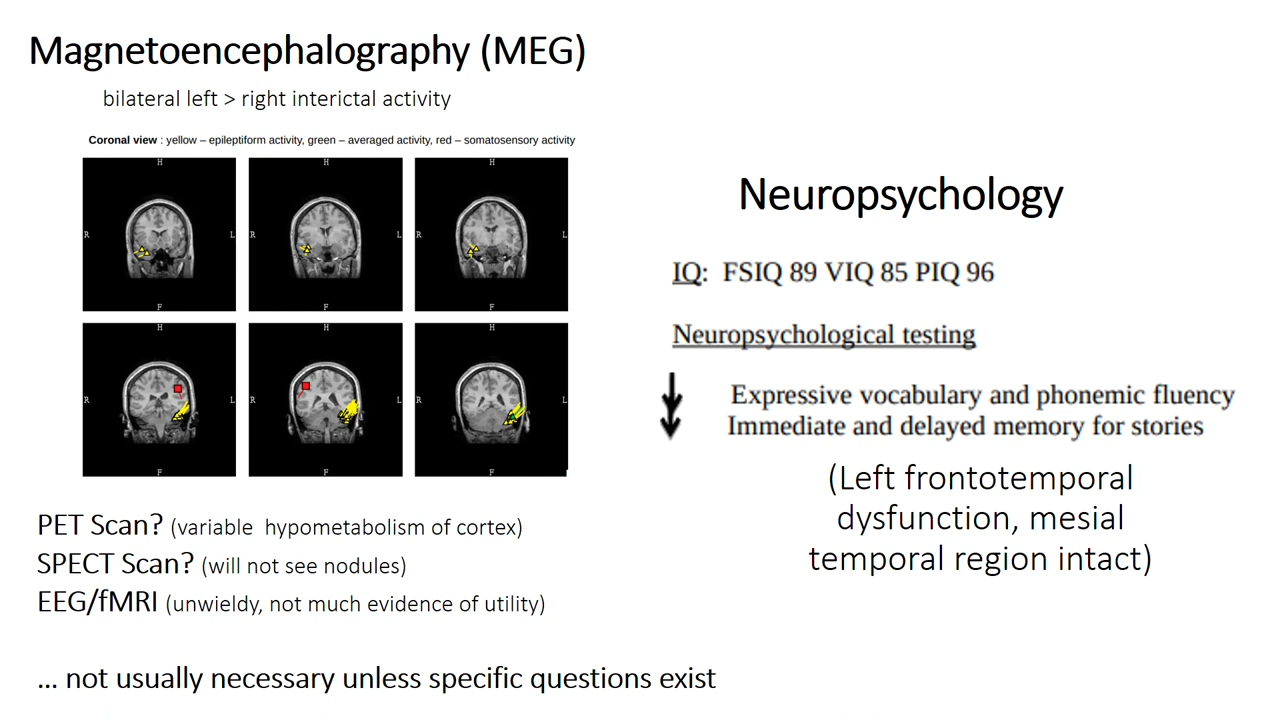 Magnetoencephalography (MEG)
bilateral left > right interictal activity
Coronal view : yellow – epileptiform activity, green – averaged activity, red – somatosensory activity
H H H
R L R L R L
F F F
H H H
R L R L R L
F F F
PET Scan? (variable hypometabolism of cortex)
SPECT Scan? (will not see nodules)
EEG/fMRI (unwieldy, not much evidence of utility)
... not usually necessary unless specific questions exist
Neuropsychology
IQ: FSIQ 89 VIQ 85 PIQ 96
Neuropsychological testing
Expressive vocabulary and phonemic fluency
Immediate and delayed memory for stories
(Left frontotemporal
dysfunction, mesial
temporal region intact)